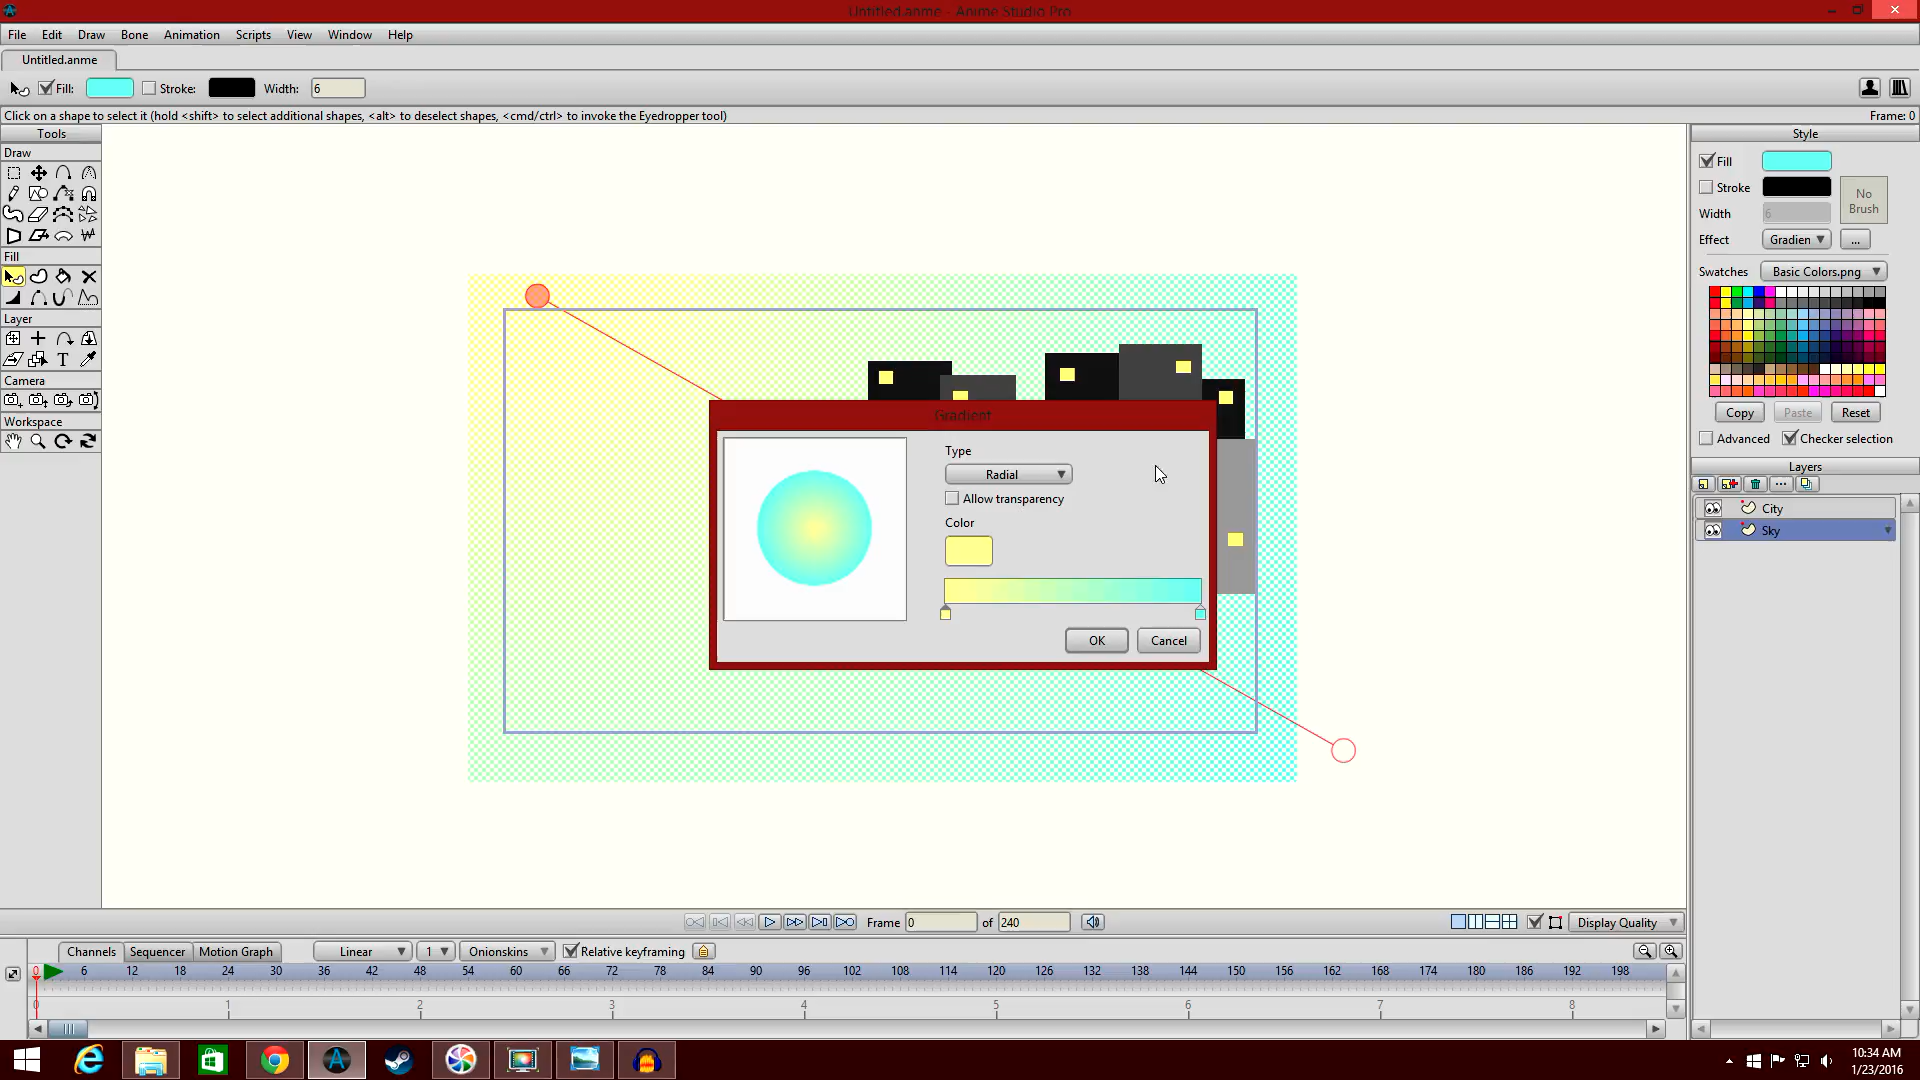 Untitled.anme - Anime Studio Pro
File Edit Draw Bone Animation Scripts View Window Help
Untitled.anme
Fill: Stroke: Width: 6
Click on a shape to select it (hold <shift> to select additional shapes, <alt> to deselect shapes, <cmd/ctrl> to invoke the Eyedropper tool) Frame: 0
Tools
Draw
Fill
Layer
T
Camera
Workspace
Style
Fill
Stroke
No
Brush
Width 6
Effect Gradien ...
Swatches Basic Colors.png
Copy Paste Reset
Advanced Checker selection
Layers
City
Sky
Gradient
Type
Radial
Allow transparency
Color
OK Cancel
Frame 0 of 240 Display Quality
Channels Sequencer Motion Graph Linear 1 Onionskins Relative keyframing
0 6 12 18 24 30 36 42 48 54 60 66 72 78 84 90 96 102 108 114 120 126 132 138 144 150 156 162 168 174 180 186 192 198
0 1 2 3 4 5 6 7 8
10:34 AM
1/23/2016